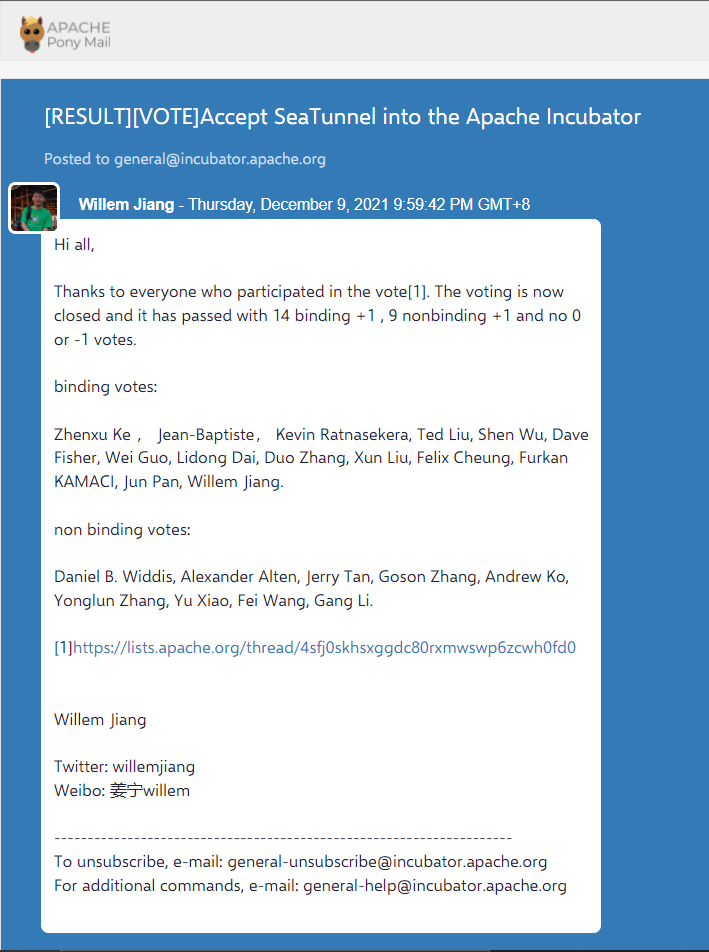 APACHE
Pony Mail
[RESULT][VOTE]Accept SeaTunnel into the Apache Incubator
Posted to general@incubator.apache.org
Willem Jiang - Thursday, December 9, 2021 9:59:42 PM GMT+8
Hi all,
Thanks to everyone who participated in the vote[1]. The voting is now
closed and it has passed with 14 binding +1 , 9 nonbinding +1 and no 0
or -1 votes.
binding votes:
Zhenxu Ke ， Jean-Baptiste， Kevin Ratnasekera, Ted Liu, Shen Wu, Dave
Fisher, Wei Guo, Lidong Dai, Duo Zhang, Xun Liu, Felix Cheung, Furkan
KAMACI, Jun Pan, Willem Jiang.
non binding votes:
Daniel B. Widdis, Alexander Alten, Jerry Tan, Goson Zhang, Andrew Ko,
Yonglun Zhang, Yu Xiao, Fei Wang, Gang Li.
[1]https://lists.apache.org/thread/4sfj0skhsxggdc80rxmwswp6zcwh0fd0
Willem Jiang
Twitter: willemjiang
Weibo: 姜宁willem
---------------------------------------------------------------------
To unsubscribe, e-mail: general-unsubscribe@incubator.apache.org
For additional commands, e-mail: general-help@incubator.apache.org